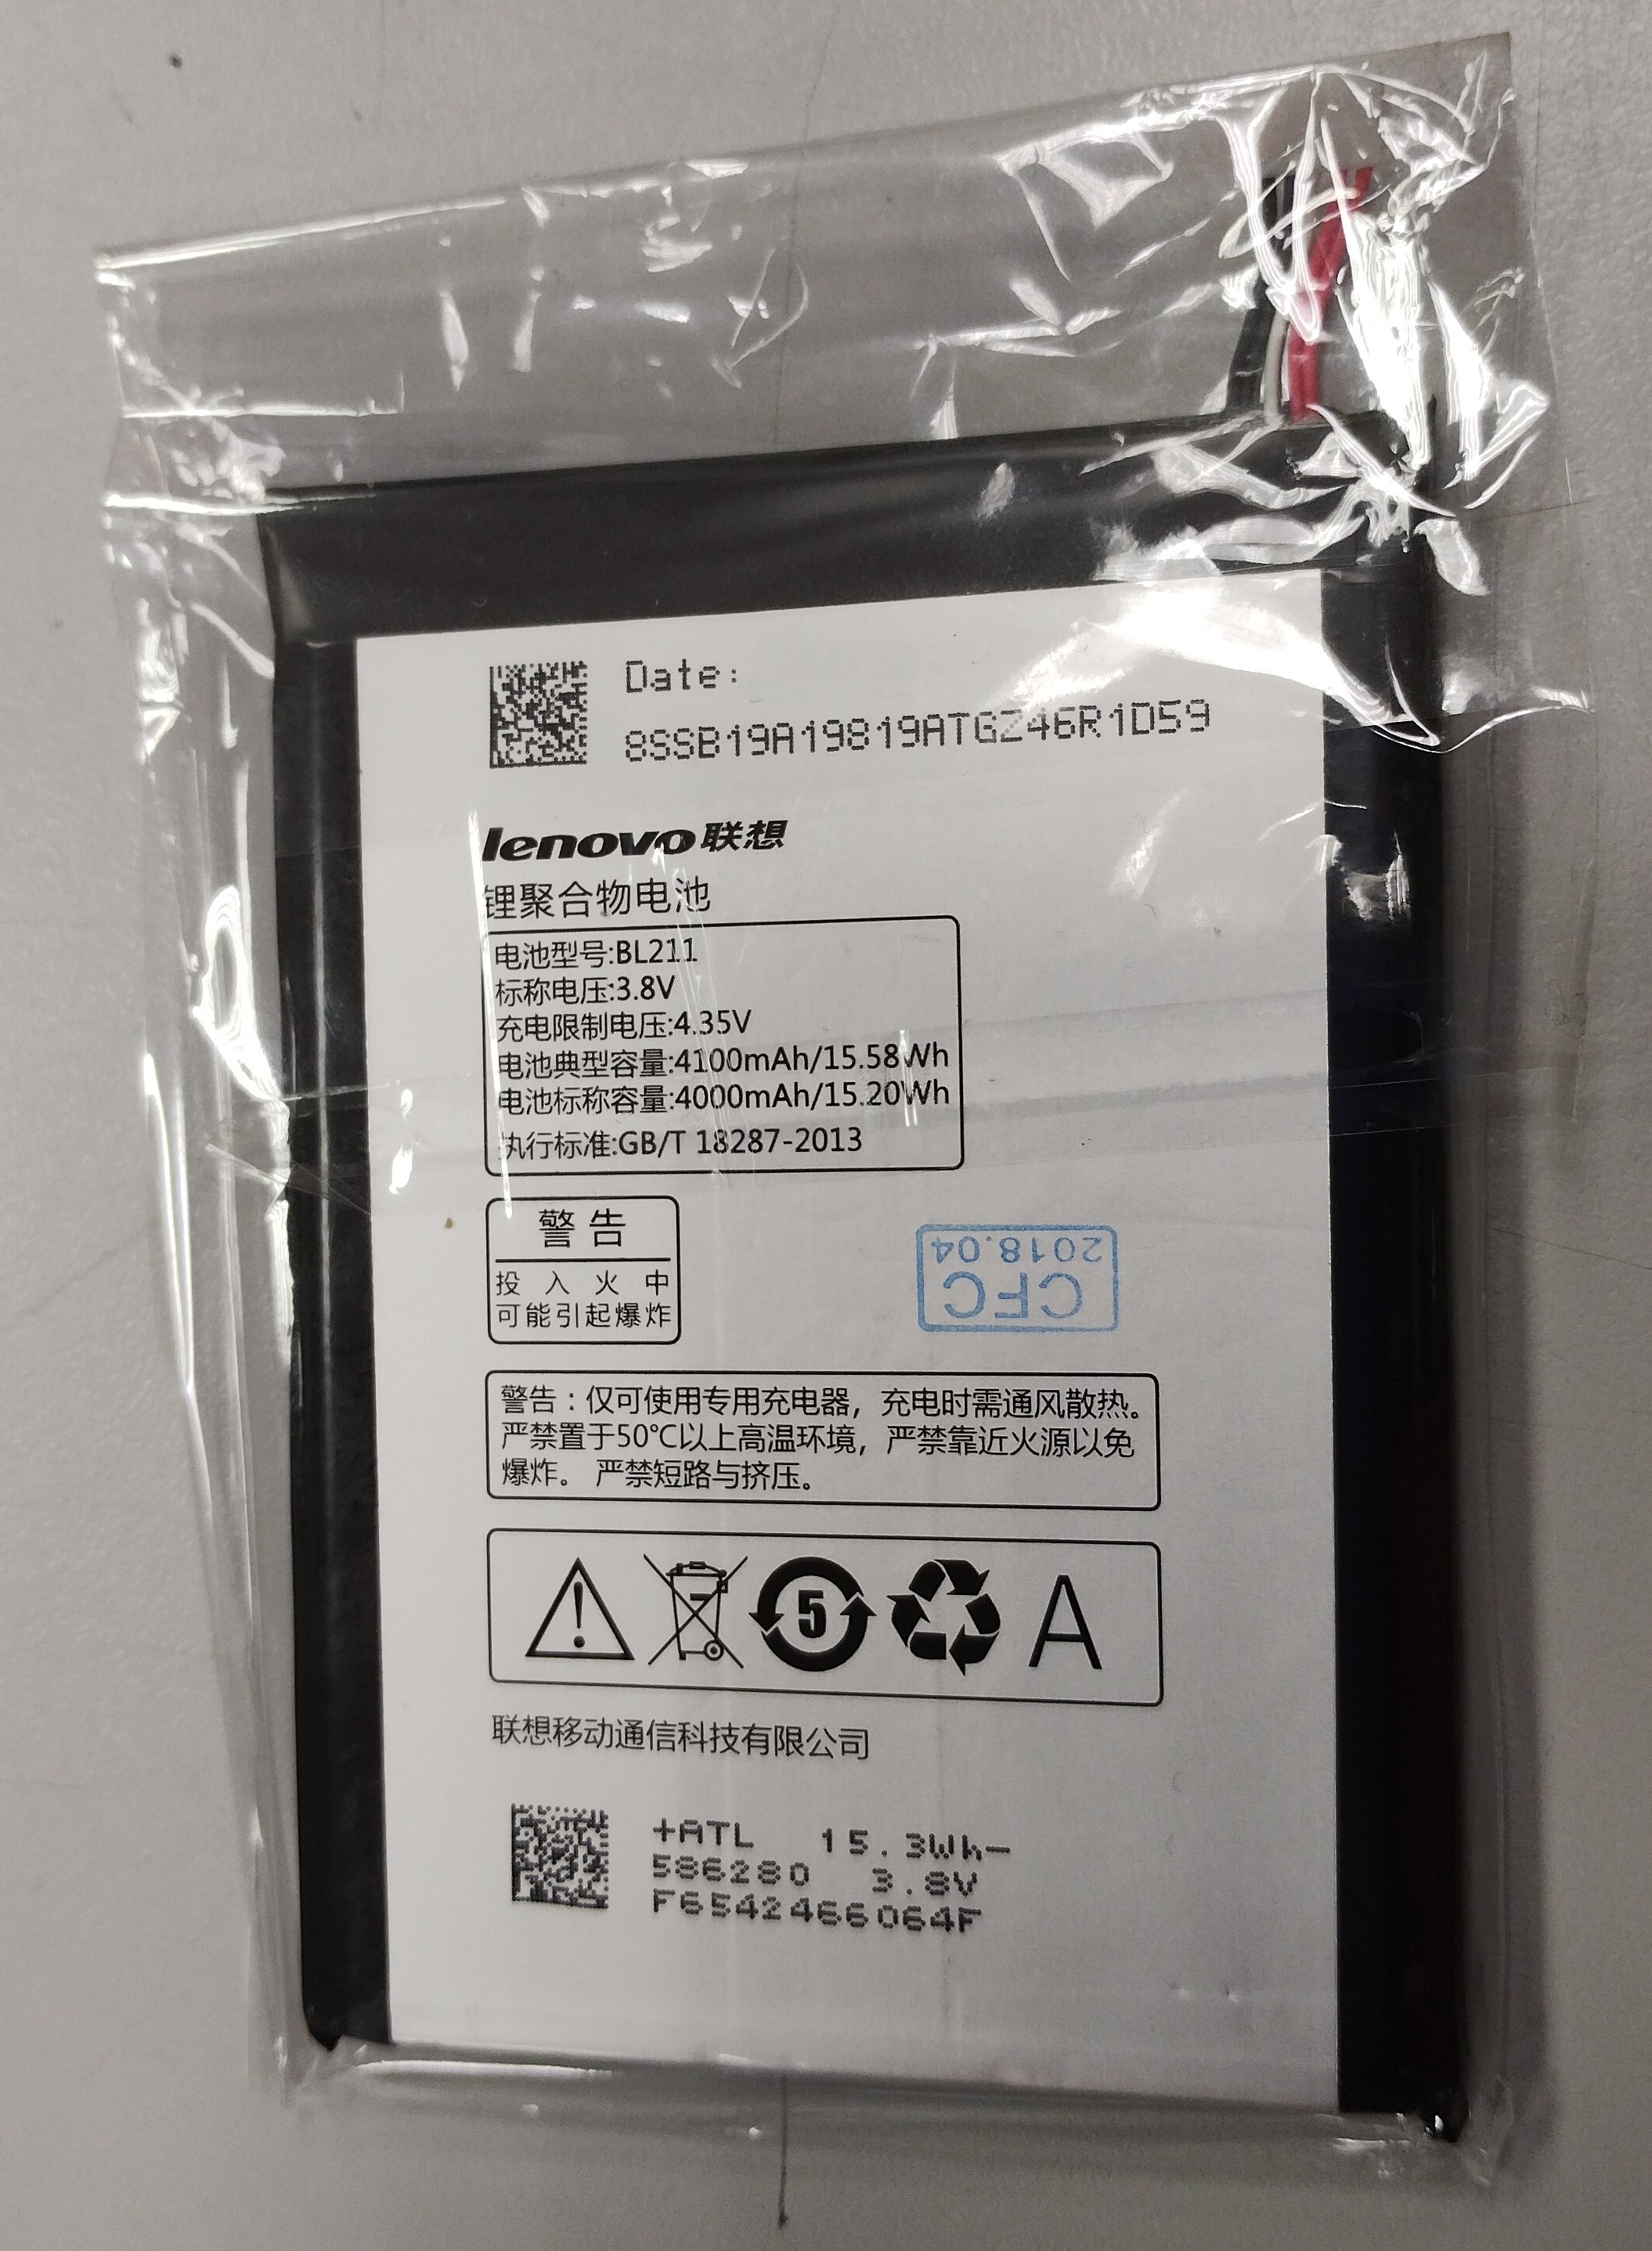 Date:
8SSB19A19819ATGZ46R1D59
lenovo联想
锂聚合物电池
电池型号:BL211
标称电压:3.8V
充电限制电压:4.35V
电池典型容量:4100mAh/15.58Wh
电池标称容量:4000mAh/15.20Wh
执行标准:GB/T 18287-2013
警告
投入火中
可能引起爆炸
CFC
2018.04
警告：仅可使用专用充电器，充电时需通风散热。
严禁置于50℃以上高温环境，严禁靠近火源以免
爆炸。 严禁短路与挤压。
5
A
联想移动通信科技有限公司
+ATL 15.3Wh-
586280 3.8V
F6542466064F